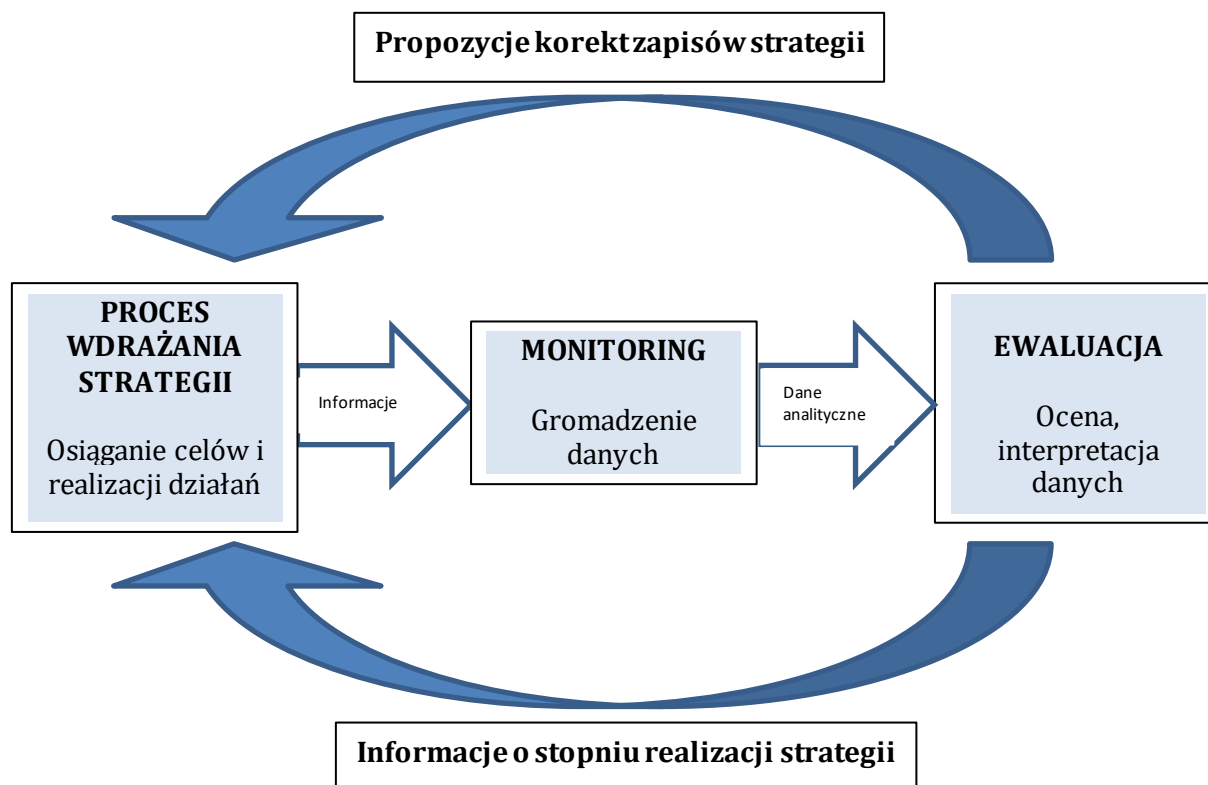 Propozycje korekt zapisów strategii
PROCES
WDRAŻANIA
STRATEGII
Osiąganie celów i
realizacji działań
Informacje
MONITORING
Gromadzenie
danych
Dane
analityczne
EWALUACJA
Ocena,
interpretacja
danych
Informacje o stopniu realizacji strategii